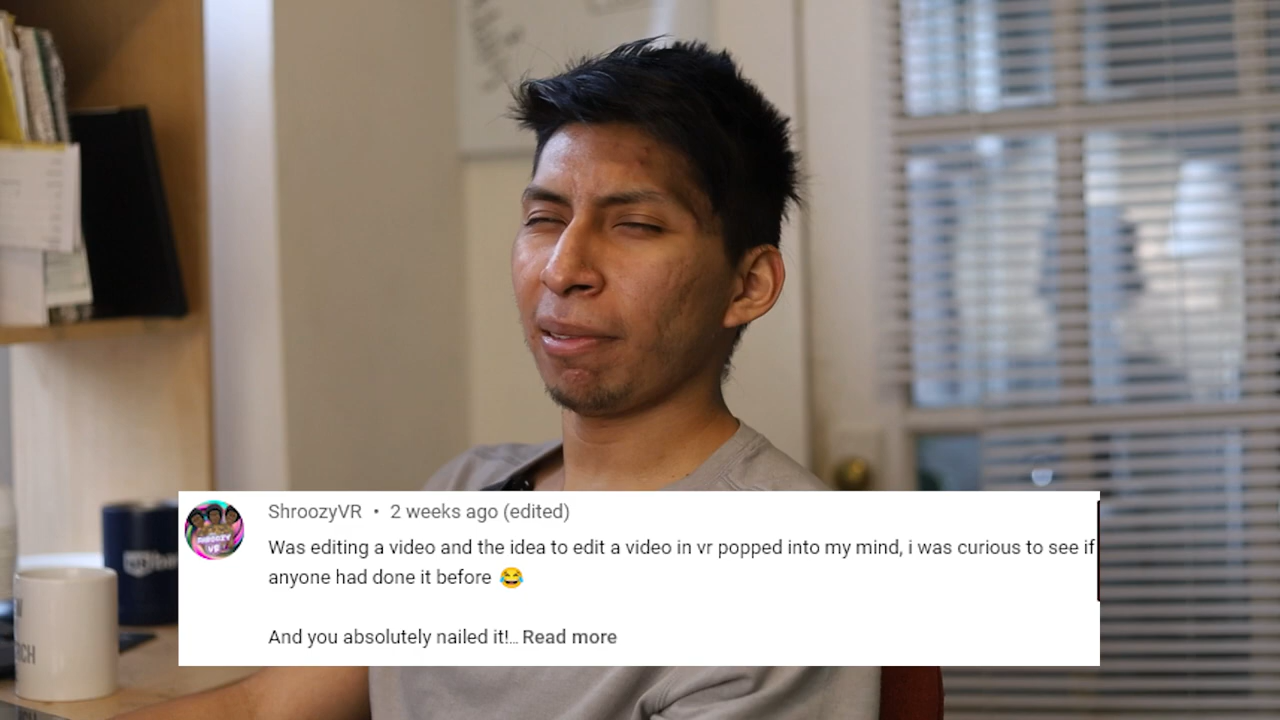 ShroozyVR • 2 weeks ago (edited)
Was editing a video and the idea to edit a video in vr popped into my mind, i was curious to see if
anyone had done it before 😂
And you absolutely nailed it!... Read more